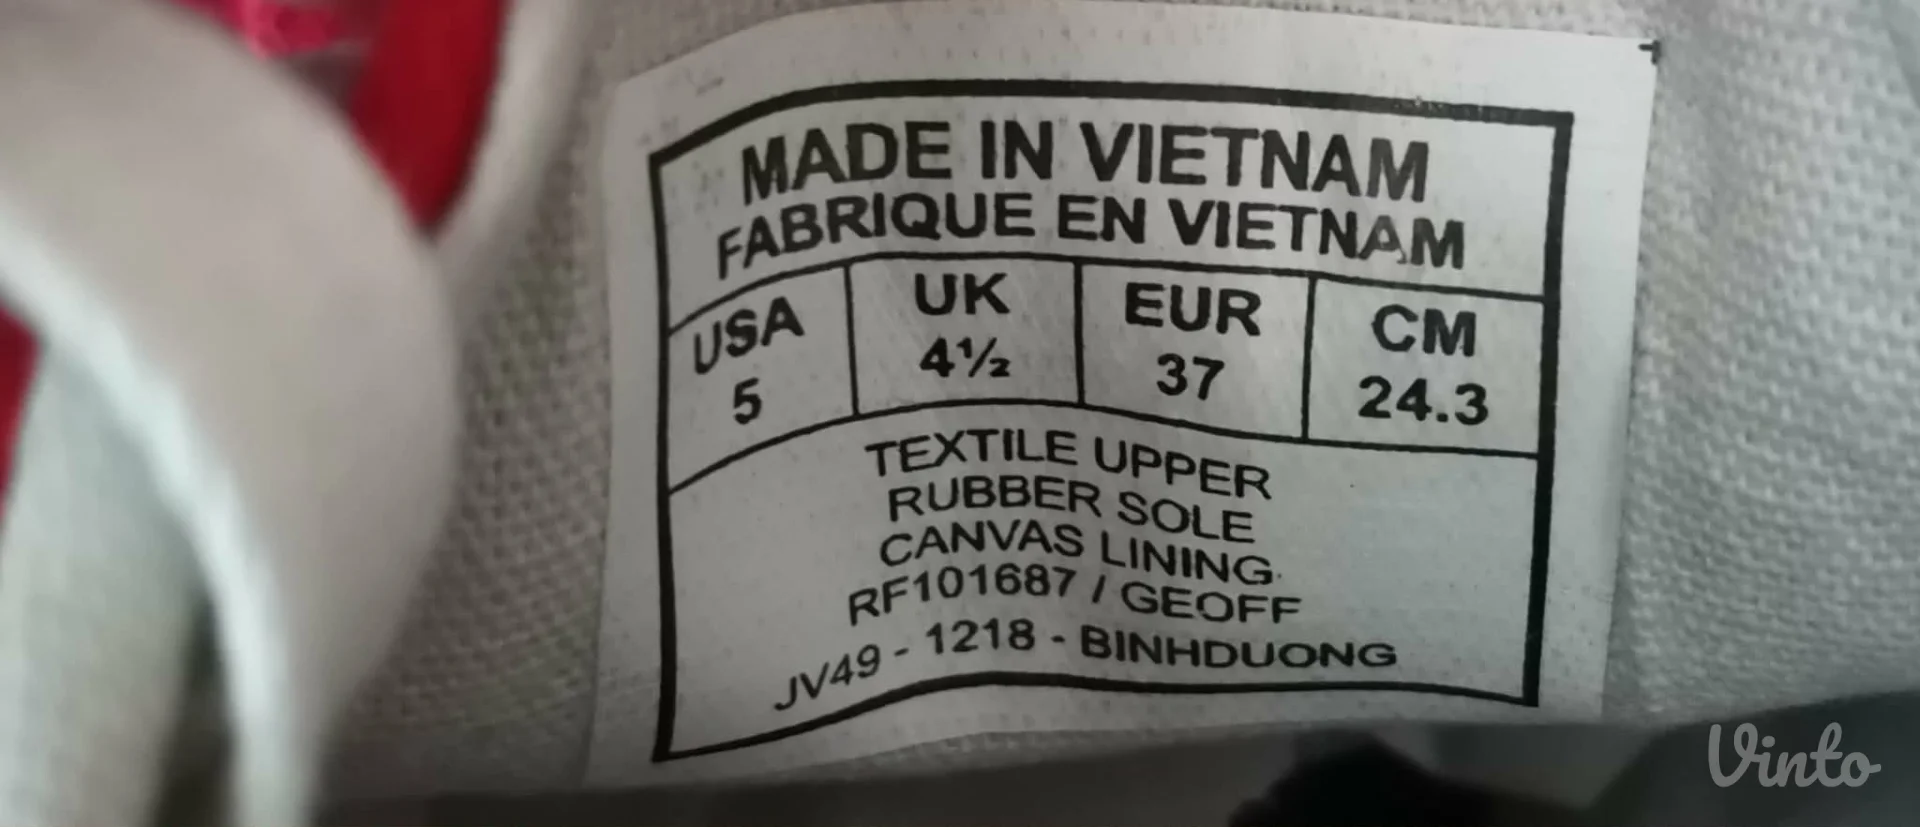 MADE IN VIETNAM
FABRIQUE EN VIETNAM
USA UK EUR CM
5 4½ 37 24.3
TEXTILE UPPER
RUBBER SOLE
CANVAS LINING
RF101687 / GEOFF
JV49 - 1218 - BINHDUONG
Vinto